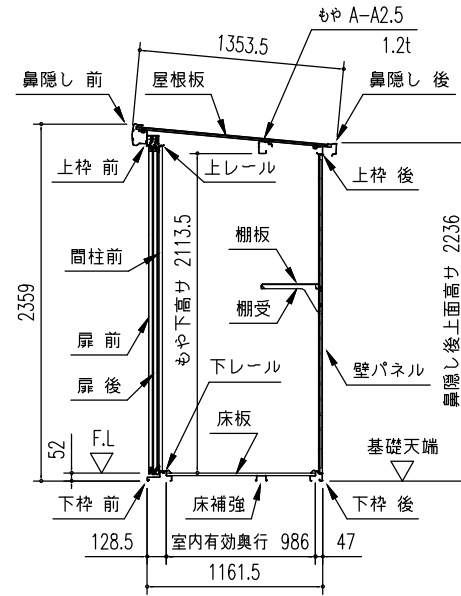 もや A-A2.5
1353.5
1.2t
鼻隠し 前
屋根板
鼻隠し 後
上枠 前
上レール
上枠 後
間柱前
もや下高サ 2113.5
棚板
鼻隠し後上面高サ 2236
2359
棚受
扉 前
扉 後
下レール
壁パネル
床板
52
F.L
基礎天端
下枠 前
床補強
下枠 後
128.5
室内有効奥行 986
47
1161.5